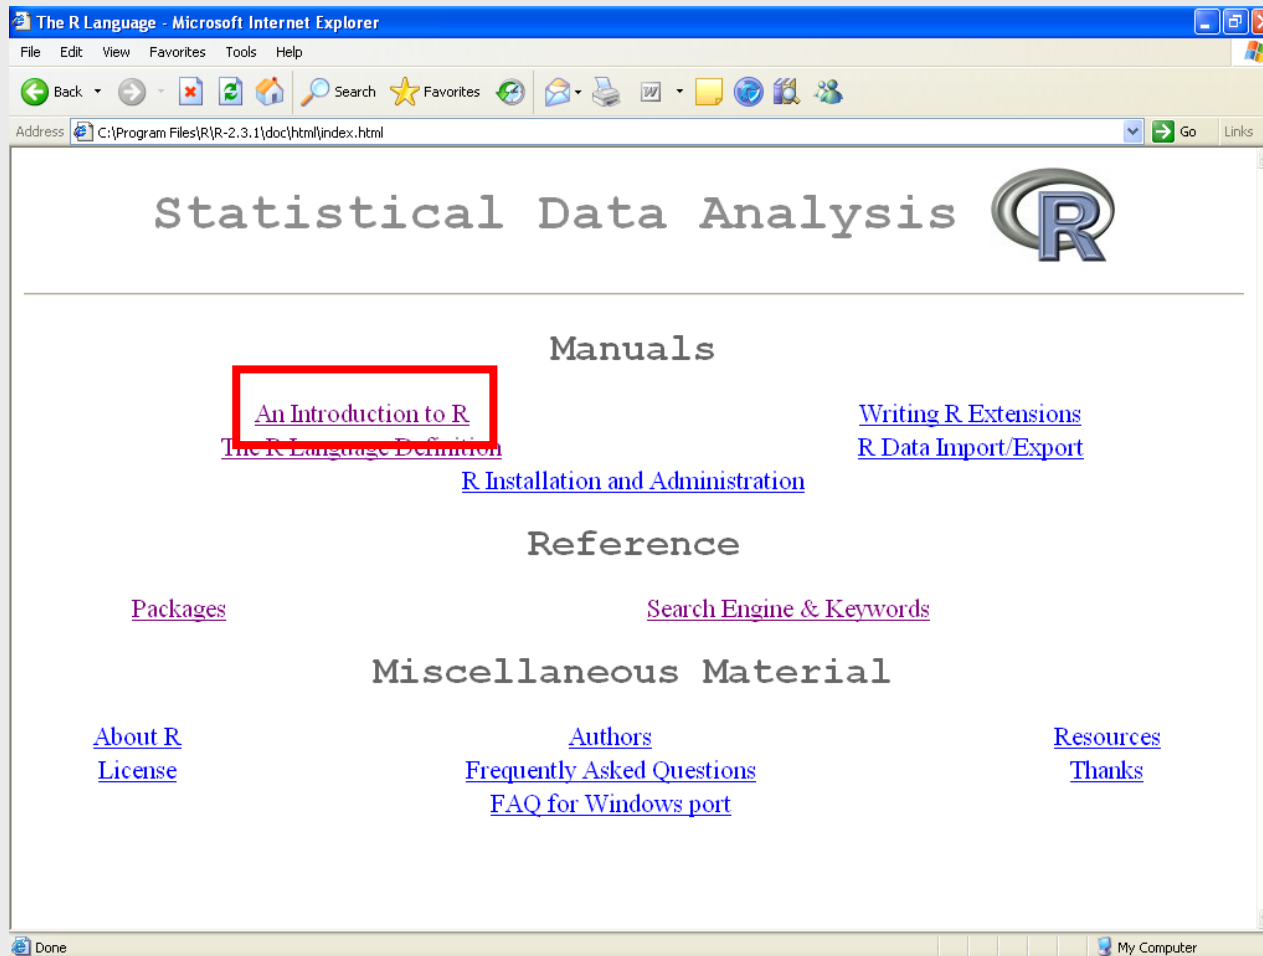 The R Language - Microsoft Internet Explorer
File Edit View Favorites Tools Help
Back Search Favorites
Address C:\Program Files\R\R-2.3.1\doc\html\index.html Go Links
Statistical Data Analysis R
Manuals
An Introduction to R Writing R Extensions
The R Language Definition R Data Import/Export
R Installation and Administration
Reference
Packages Search Engine & Keywords
Miscellaneous Material
About R Authors Resources
License Frequently Asked Questions Thanks
FAQ for Windows port
Done My Computer